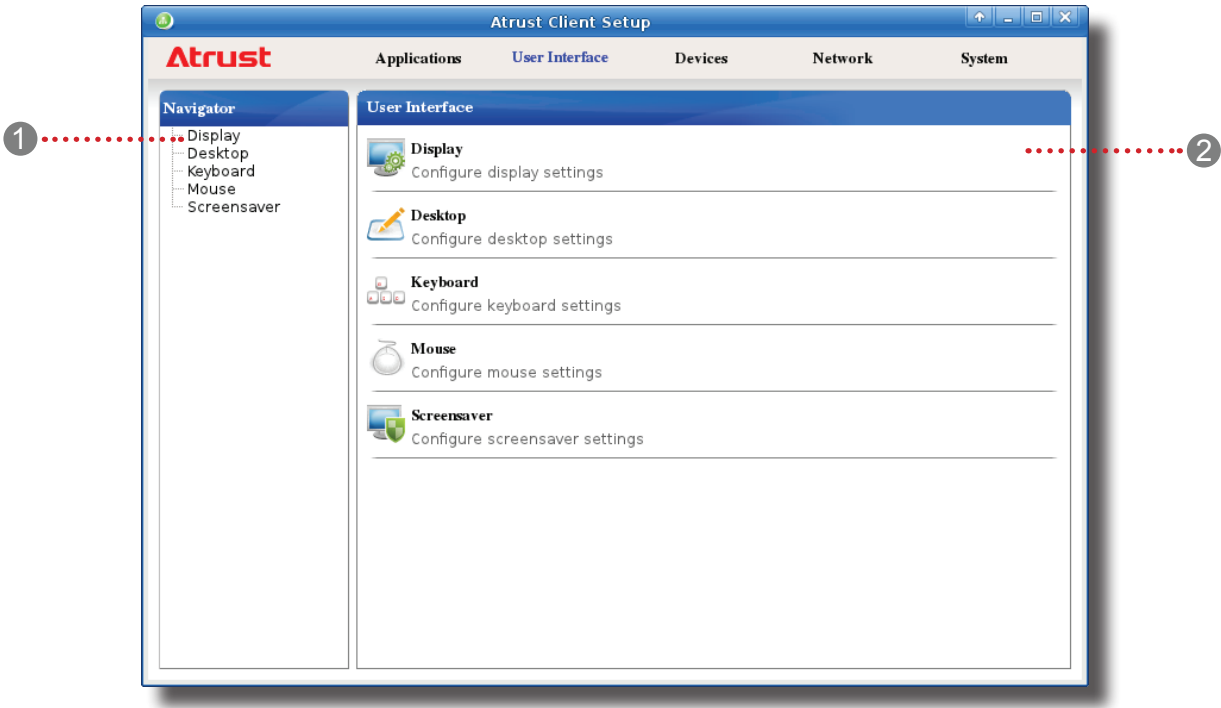 Atrust Client Setup
Atrust
Applications User Interface Devices Network System
Navigator
Display
Desktop
Keyboard
Mouse
Screensaver
User Interface
Display
Configure display settings
Desktop
Configure desktop settings
Keyboard
Configure keyboard settings
Mouse
Configure mouse settings
Screensaver
Configure screensaver settings
1
2